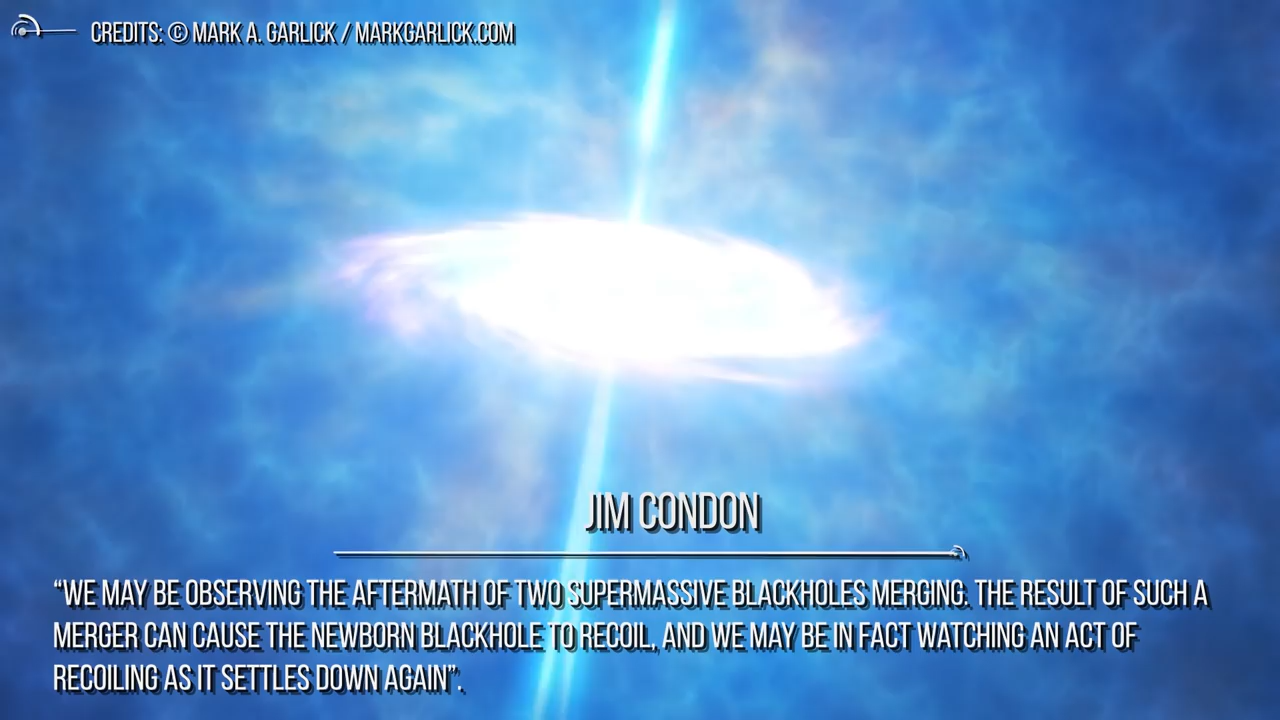 CREDITS: © MARK A. GARLICK / MARKGARLICK.COM
JIM CONDON
“WE MAY BE OBSERVING THE AFTERMATH OF TWO SUPERMASSIVE BLACKHOLES MERGING. THE RESULT OF SUCH A
MERGER CAN CAUSE THE NEWBORN BLACKHOLE TO RECOIL, AND WE MAY BE IN FACT WATCHING AN ACT OF
RECOILING AS IT SETTLES DOWN AGAIN”.